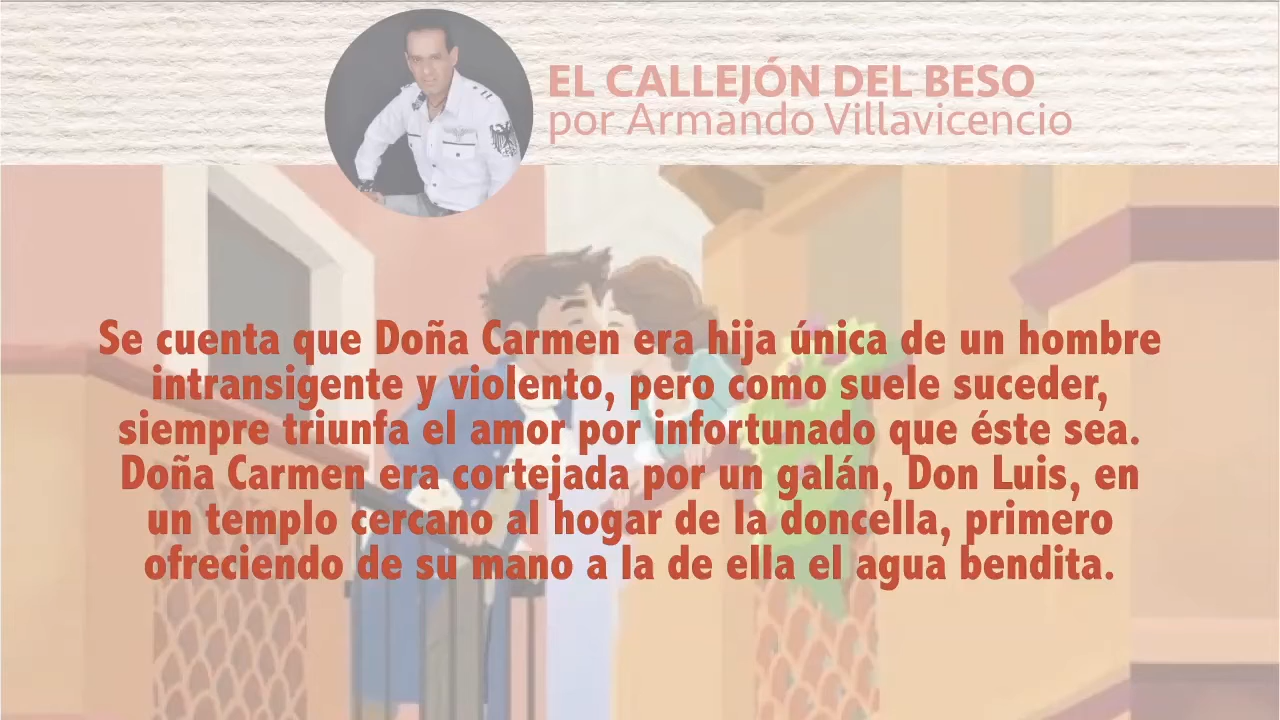 EL CALLEJÓN DEL BESO
por Armando Villavicencio
Se cuenta que Doña Carmen era hija única de un hombre
intransigente y violento, pero como suele suceder,
siempre triunfa el amor por infortunado que éste sea.
Doña Carmen era cortejada por un galán, Don Luis, en
un templo cercano al hogar de la doncella, primero
ofreciendo de su mano a la de ella el agua bendita.